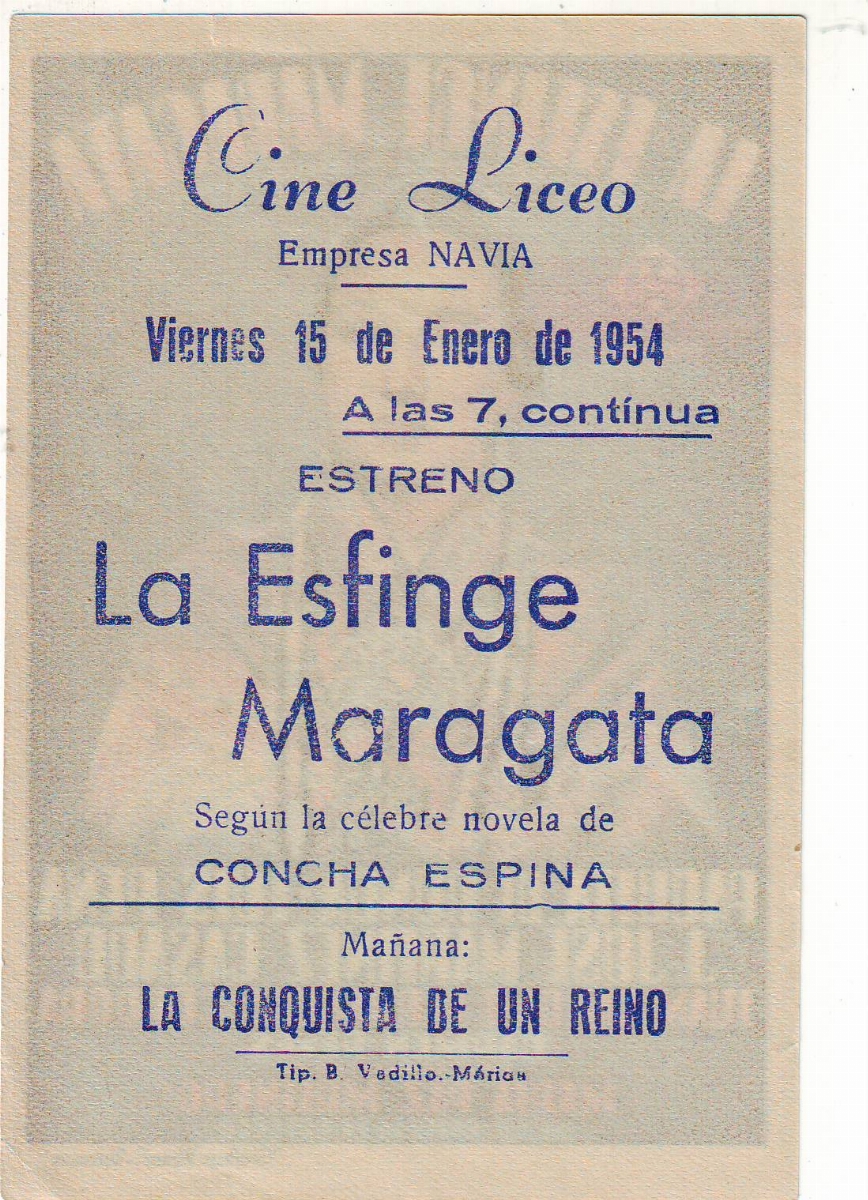 Cine Liceo
Empresa NAVIA
Viernes 15 de Enero de 1954
A las 7, contínua
ESTRENO
La Esfinge
Maragata
Según la célebre novela de
CONCHA ESPINA
Mañana:
LA CONQUISTA DE UN REINO
Tip. B. Vadillo.-Mérida